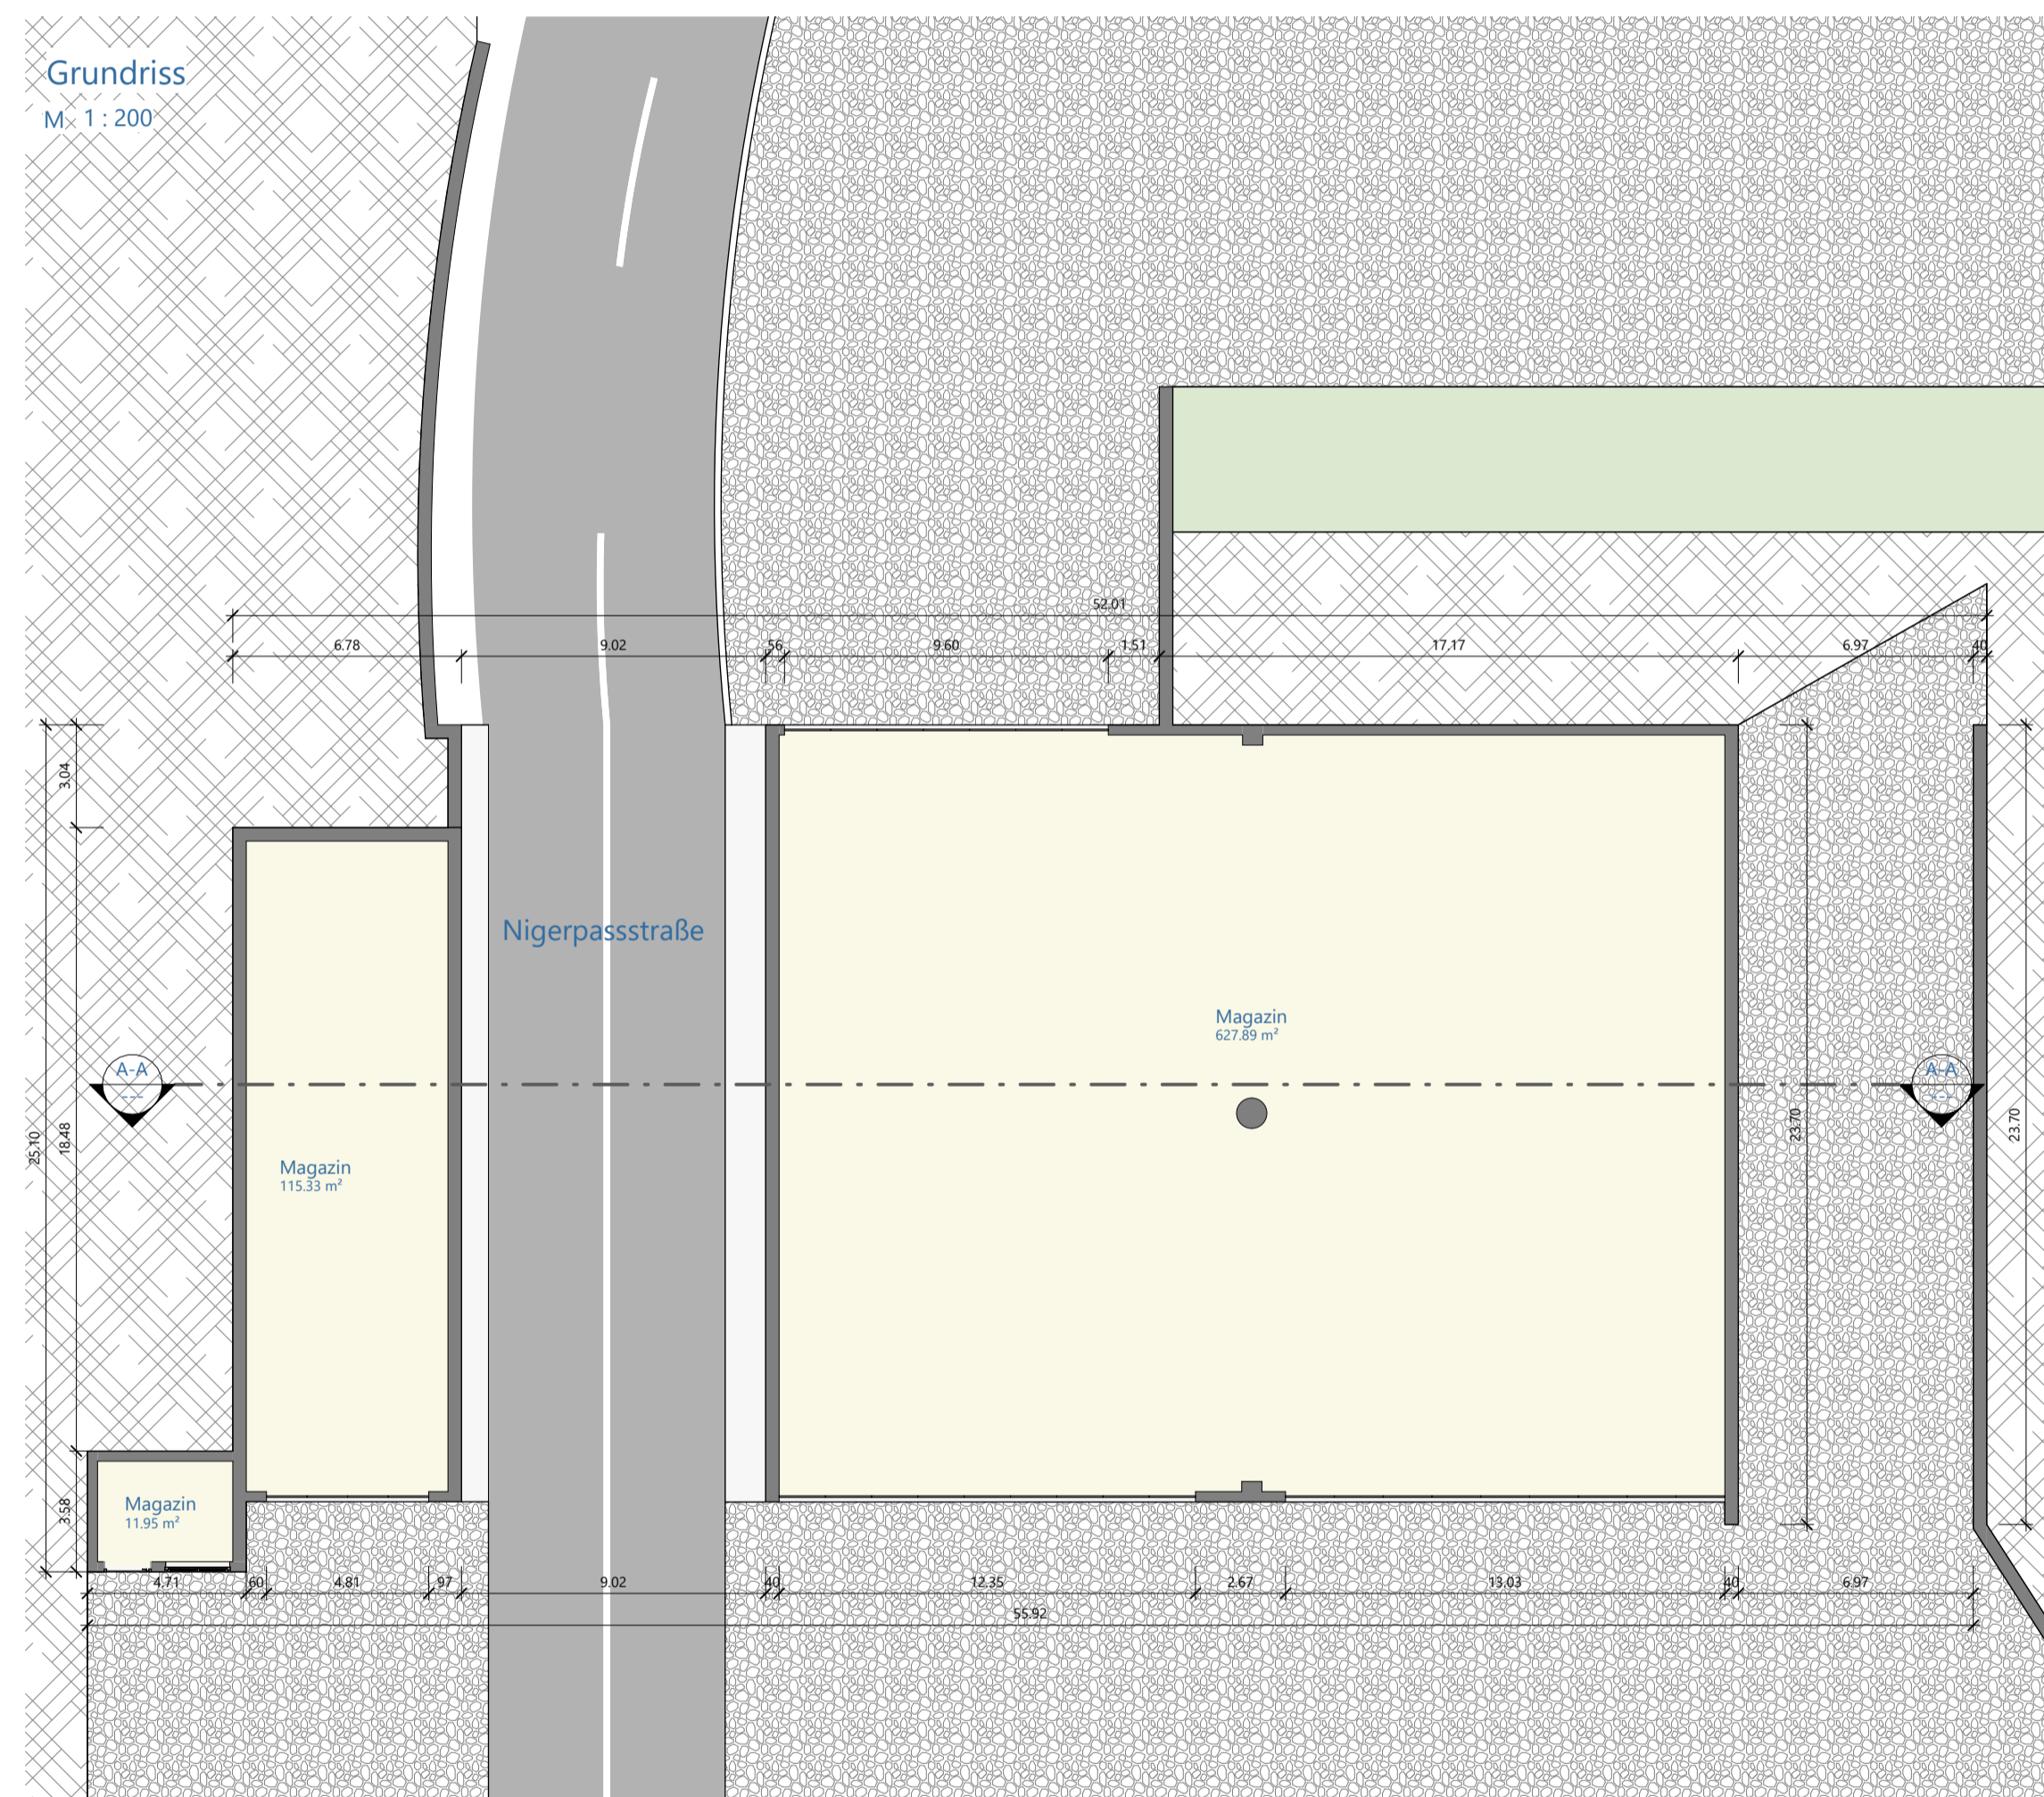 Grundriss
M 1 : 200
52.01
6.78 9.02 56 9.60 1.51 17.17 6.97 40
3.04
18.48
25.10
3.58
Nigerpassstraße
Magazin
627.89 m²
A-A
---
A-A
---
23.70
23.70
Magazin
115.33 m²
Magazin
11.95 m²
4.71 60 4.81 97 9.02 40 12.35 2.67 13.03 40 6.97
55.92